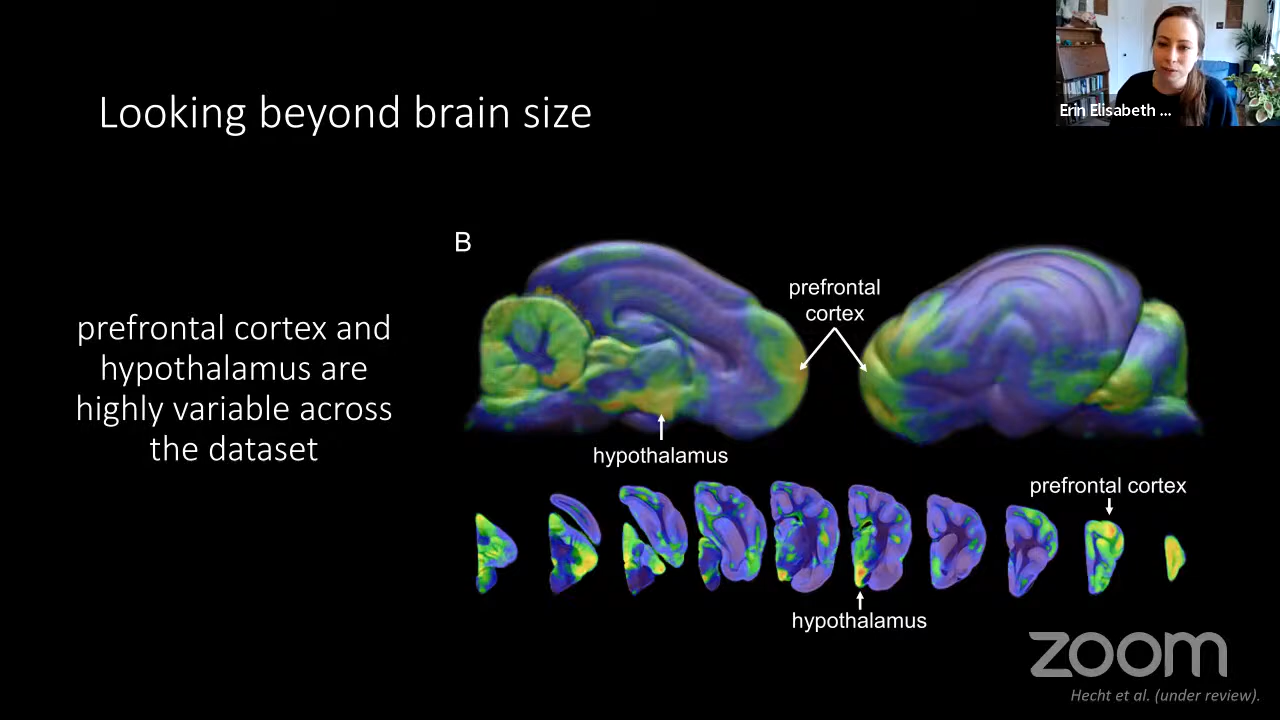 Looking beyond brain size
Erin Elisabeth ...
B
prefrontal
cortex
prefrontal cortex and
hypothalamus are
highly variable across
the dataset
hypothalamus
prefrontal cortex
hypothalamus
zoom
Hecht et al. (under review).